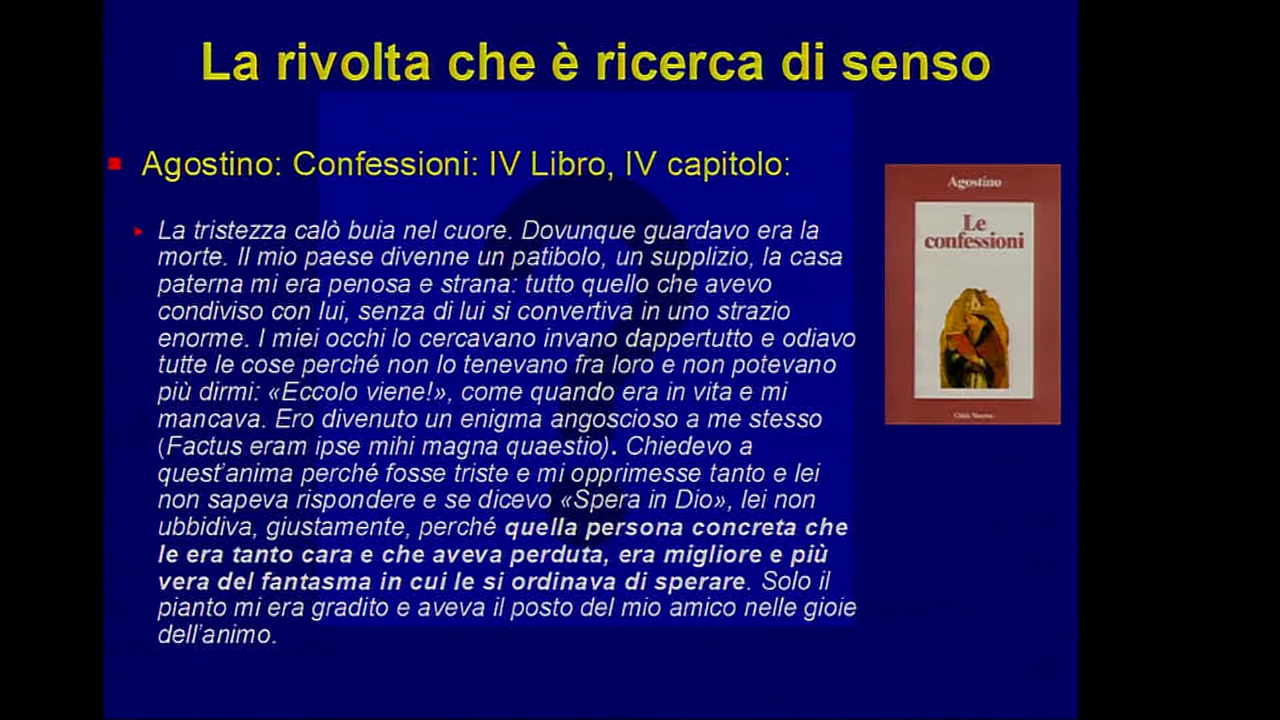 La rivolta che è ricerca di senso
Agostino: Confessioni: IV Libro, IV capitolo:
La tristezza calò buia nel cuore. Dovunque guardavo era la
morte. Il mio paese divenne un patibolo, un supplizio, la casa
paterna mi era penosa e strana: tutto quello che avevo
condiviso con lui, senza di lui si convertiva in uno strazio
enorme. I miei occhi lo cercavano invano dappertutto e odiavo
tutte le cose perché non lo tenevano fra loro e non potevano
più dirmi: «Eccolo viene!», come quando era in vita e mi
mancava. Ero divenuto un enigma angoscioso a me stesso
(Factus eram ipse mihi magna quaestio). Chiedevo a
quest'anima perché fosse triste e mi opprimesse tanto e lei
non sapeva rispondere e se dicevo «Spera in Dio», lei non
ubbidiva, giustamente, perché quella persona concreta che
le era tanto cara e che aveva perduta, era migliore e più
vera del fantasma in cui le si ordinava di sperare. Solo il
pianto mi era gradito e aveva il posto del mio amico nelle gioie
dell'animo.
Agostino
Le
confessioni